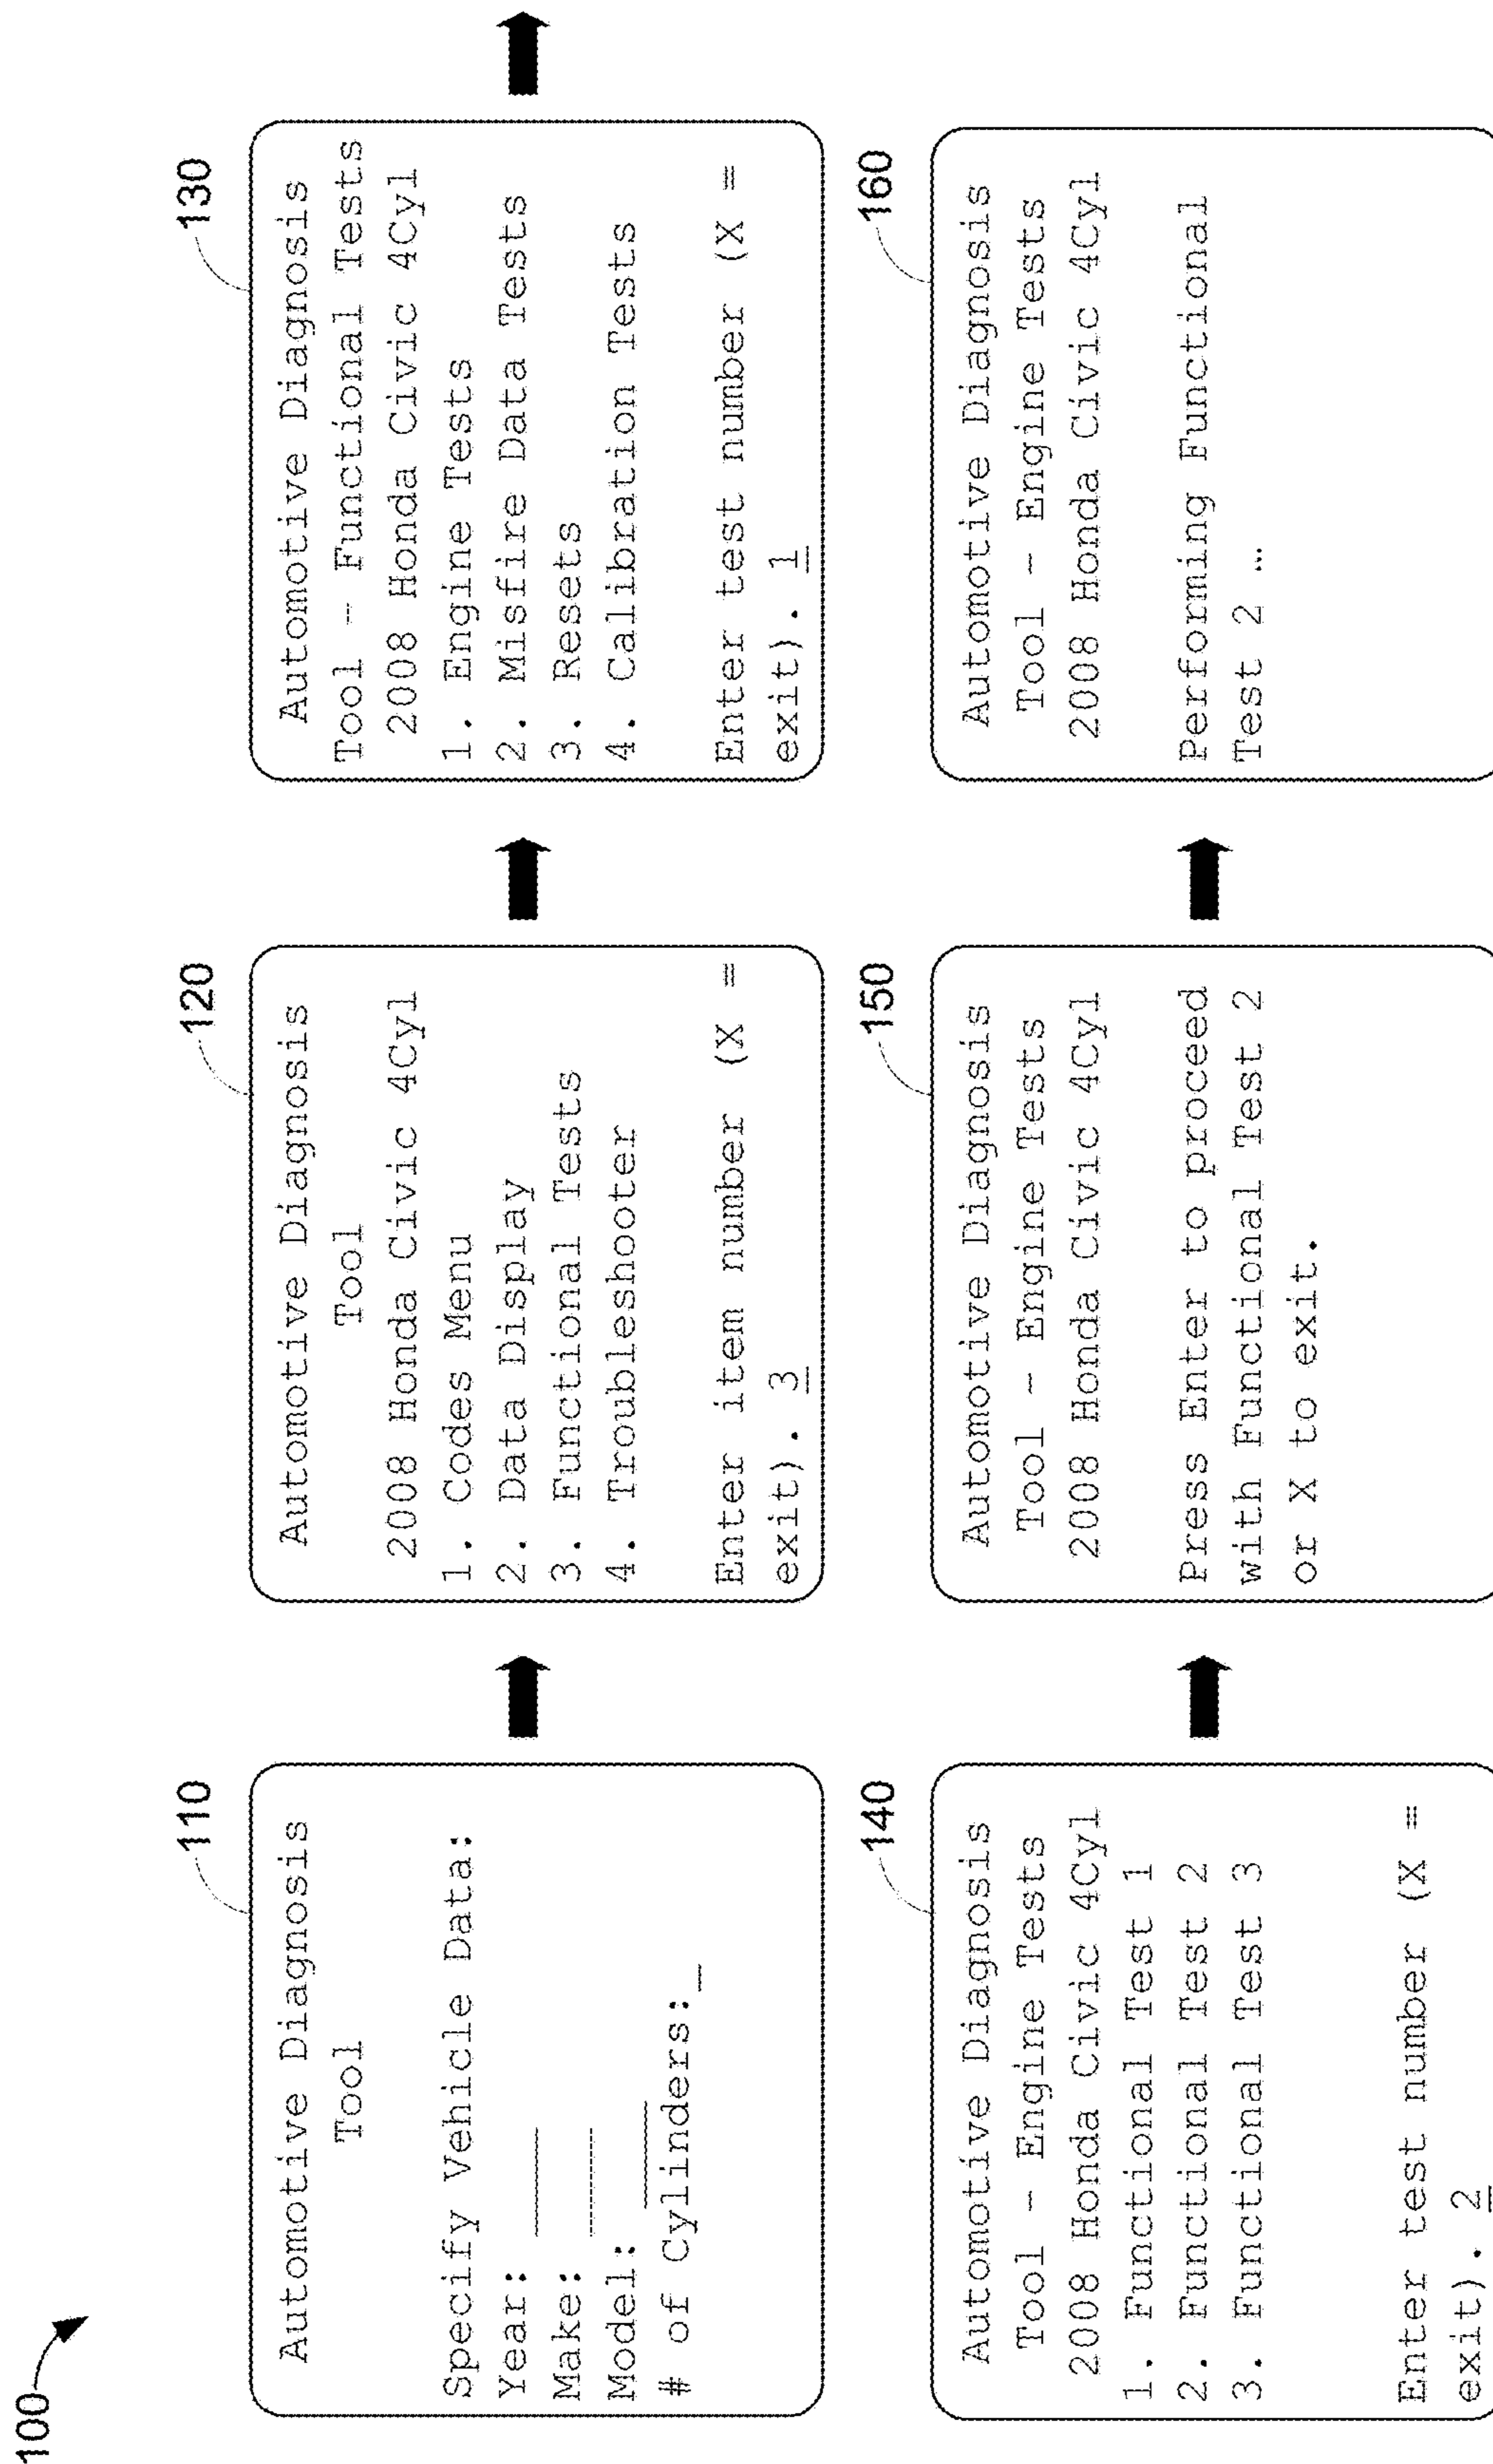 100
110
Automotive Diagnosis
Tool
Specify Vehicle Data:
Year: ____
Make: ____
Model: ____
# of Cylinders:_
120
Automotive Diagnosis
Tool
2008 Honda Civic 4Cyl
1. Codes Menu
2. Data Display
3. Functional Tests
4. Troubleshooter
Enter item number (X =
exit). 3
130
Automotive Diagnosis
Tool - Functional Tests
2008 Honda Civic 4Cyl
1. Engine Tests
2. Misfire Data Tests
3. Resets
4. Calibration Tests
Enter test number (X =
exit). 1
140
Automotive Diagnosis
Tool - Engine Tests
2008 Honda Civic 4Cyl
1. Functional Test 1
2. Functional Test 2
3. Functional Test 3
Enter test number (X =
exit). 2
150
Automotive Diagnosis
Tool - Engine Tests
2008 Honda Civic 4Cyl
Press Enter to proceed
with Functional Test 2
or X to exit.
160
Automotive Diagnosis
Tool - Engine Tests
2008 Honda Civic 4Cyl
Performing Functional
Test 2 …